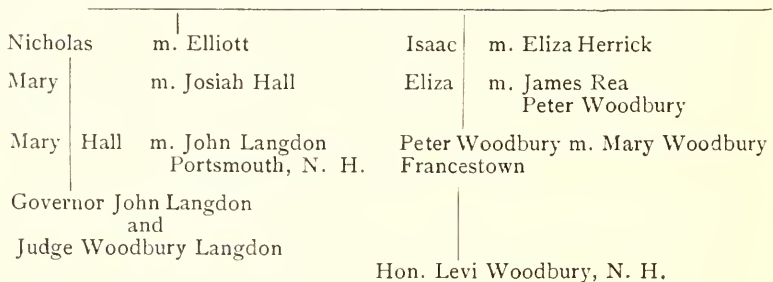 Nicholas m. Elliott Isaac m. Eliza Herrick
Mary m. Josiah Hall Eliza m. James Rea
Peter Woodbury
Mary Hall m. John Langdon Peter Woodbury m. Mary Woodbury
Portsmouth, N. H. Francestown
Governor John Langdon
and
Judge Woodbury Langdon
Hon. Levi Woodbury, N. H.